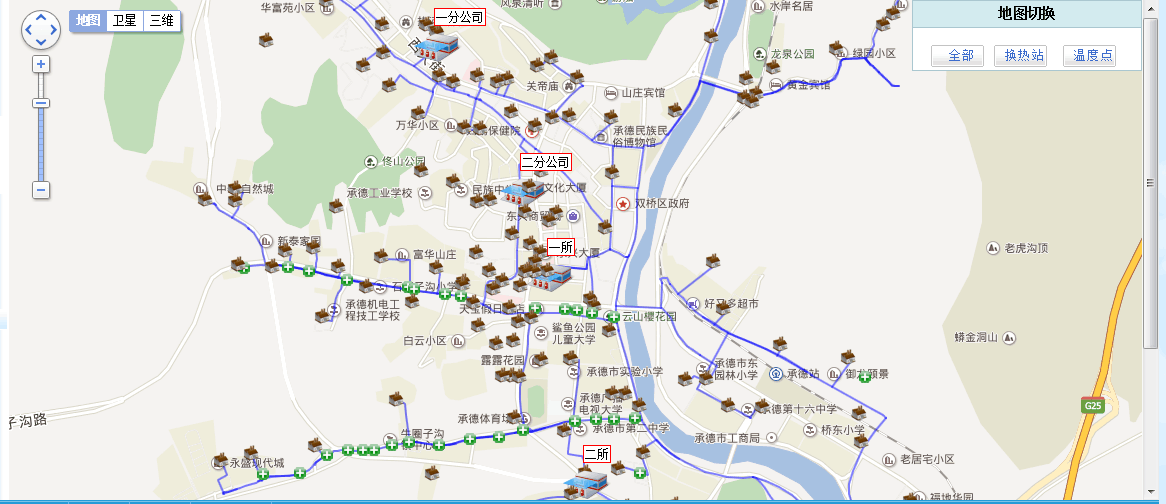 华富苑小区
风泉清听
水岸名居
地图 卫星 三维
一分公司
地图切换
全部 换热站 温度点
龙泉公园
绿园小区
关帝庙
山庄宾馆
黄金宾馆
万华小区
保健院
承德民族民
俗博物馆
佟山公园
二分公司
中 自然城
承德工业学校
民族中
文化大厦
双桥区政府
东 商贸
新泰家园
富华山庄
一所
大厦
老虎沟顶
石 子沟小学
承德机电工
程技工学校
天宝假日
好又多超市
云山樱花园
鲨鱼公园
儿童大学
白云小区
蟒金洞山
露露花园
承德市实验小学
承德市东
园林小学
承德站
御龙颐景
G25
承德广播
电视大学
承德体育场
承德第十六中学
子沟路
牛圈子沟
镇中心
承德市第二中学
承德市工商局
桥东小学
永盛现代城
二所
老居宅小区
福地华园